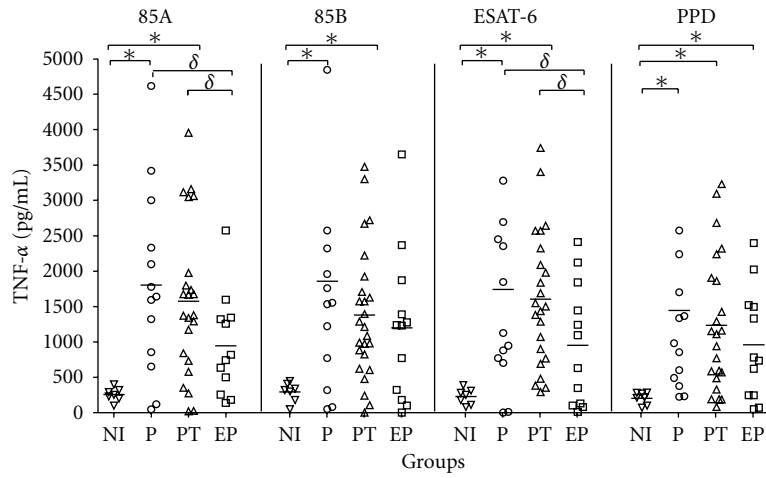 85A 85B ESAT-6 PPD
* * * *
* δ * * δ *
δ δ *
5000
4500
4000
3500
3000
2500
2000
1500
1000
500
0
TNF-α (pg/mL)
NI P PT EP NI P PT EP NI P PT EP NI P PT EP
Groups